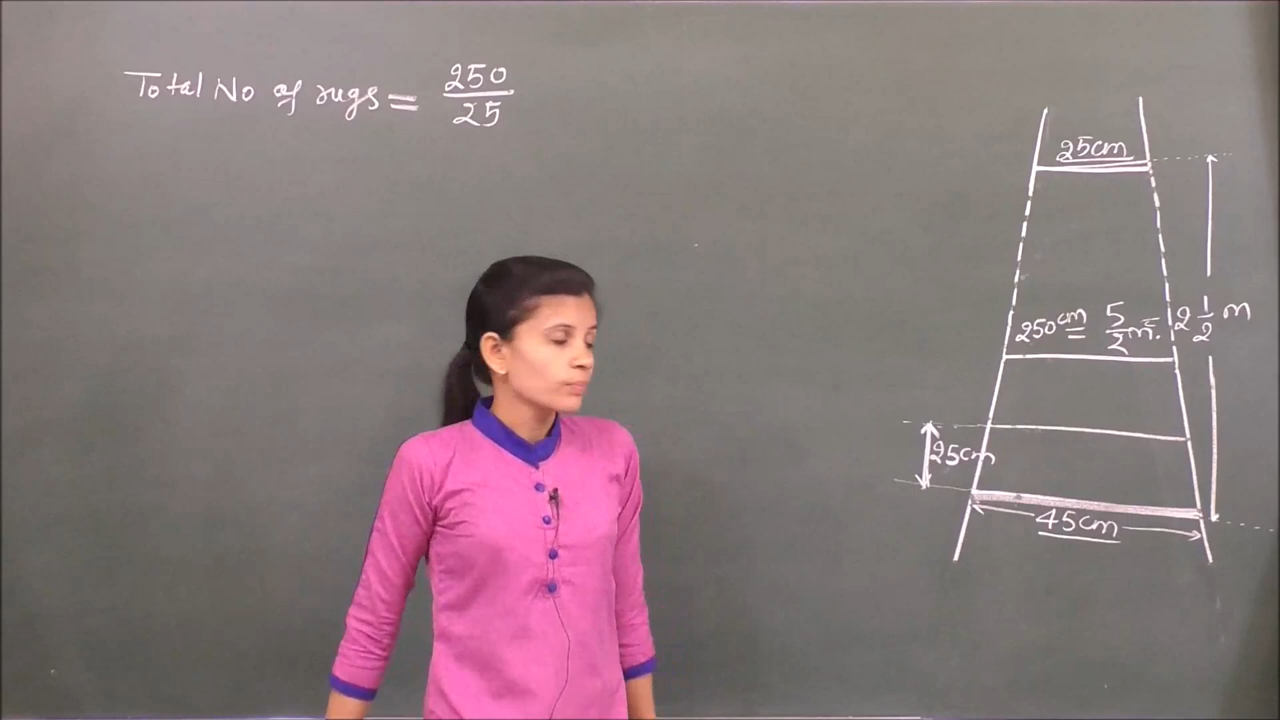 Total No of rugs = 250/25
25cm
250cm = 5/2 m.
2 1/2 m
25cm
45cm